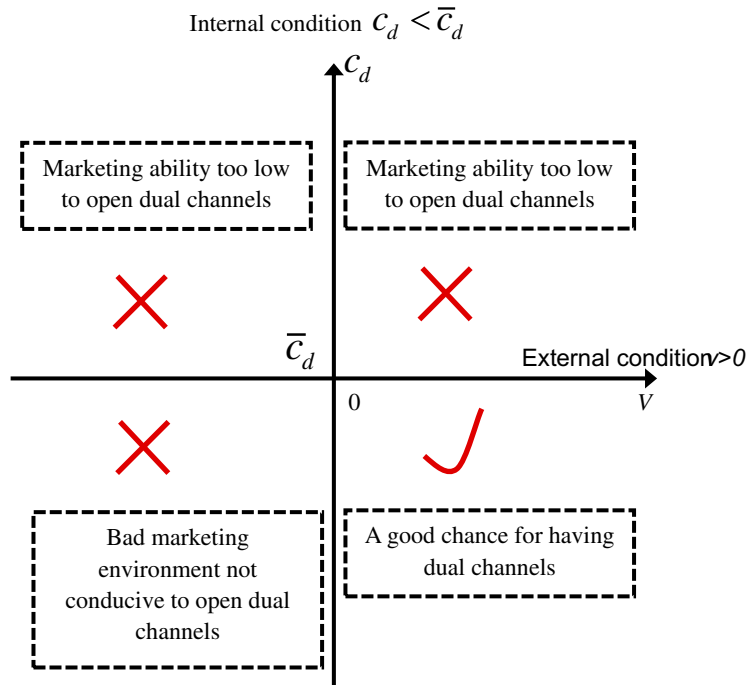 Internal condition c_d < c̄_d
c_d
Marketing ability too low
to open dual channels
Marketing ability too low
to open dual channels
c̄_d
External condition v>0
0
V
Bad marketing
environment not
conducive to open dual
channels
A good chance for having
dual channels